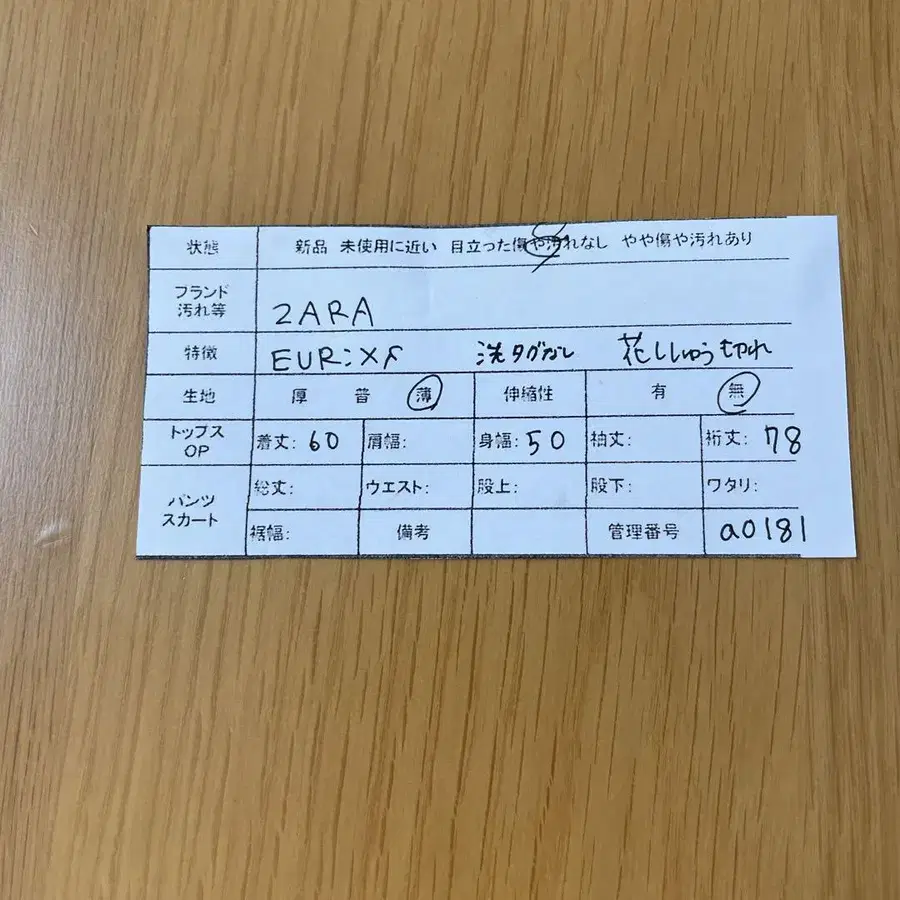 状態 新品 未使用に近い 目立った傷や汚れなし やや傷や汚れあり
ブランド
汚れ等 ZARA
特徴 EUR:XS 洗タグなし 花ししゅう 切れ
生地 厚 普 薄 伸縮性 有 無
トップス
OP 着丈: 60 肩幅: 身幅: 50 袖丈: 裄丈: 78
パンツ
スカート 総丈: ウエスト: 股上: 股下: ワタリ:
裾幅: 備考 管理番号 a0181